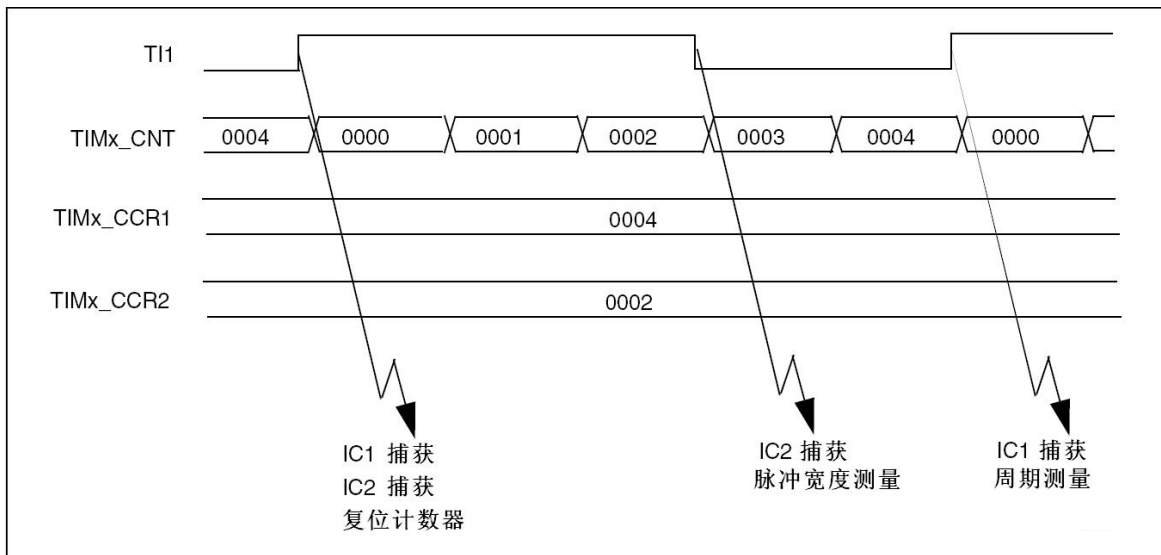 TI1
TIMx_CNT
0004
0000
0001
0002
0003
0004
0000
TIMx_CCR1
0004
TIMx_CCR2
0002
IC1 捕获
IC2 捕获
复位计数器
IC2 捕获
脉冲宽度测量
IC1 捕获
周期测量